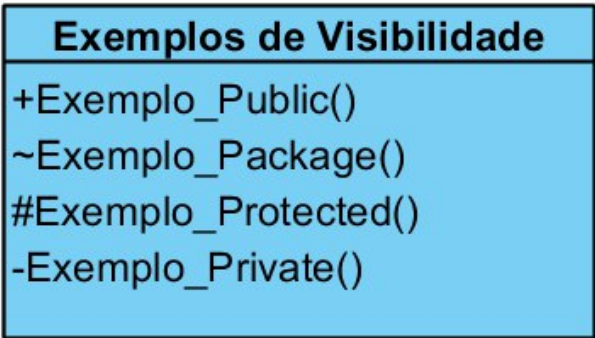 Exemplos de Visibilidade
+Exemplo_Public()
~Exemplo_Package()
#Exemplo_Protected()
-Exemplo_Private()